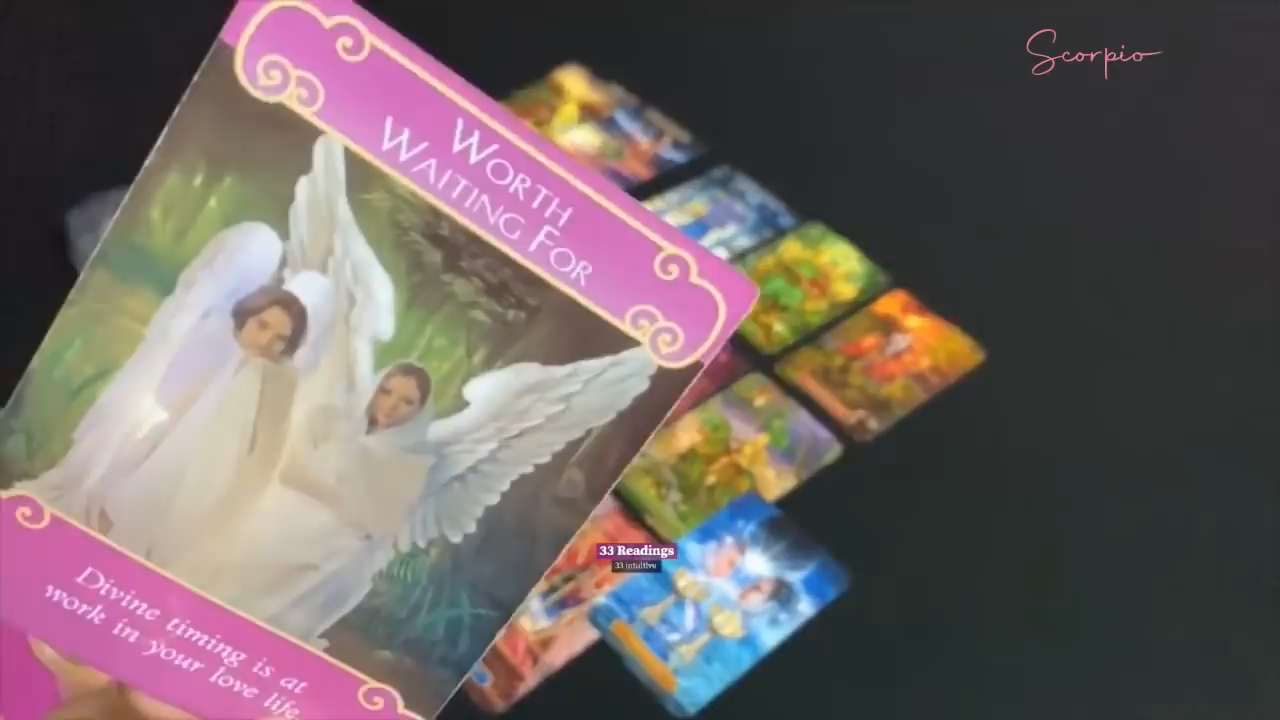 Scorpio
WORTH
WAITING FOR
33 Readings
33 intuitive
Divine timing is at
work in your love life.